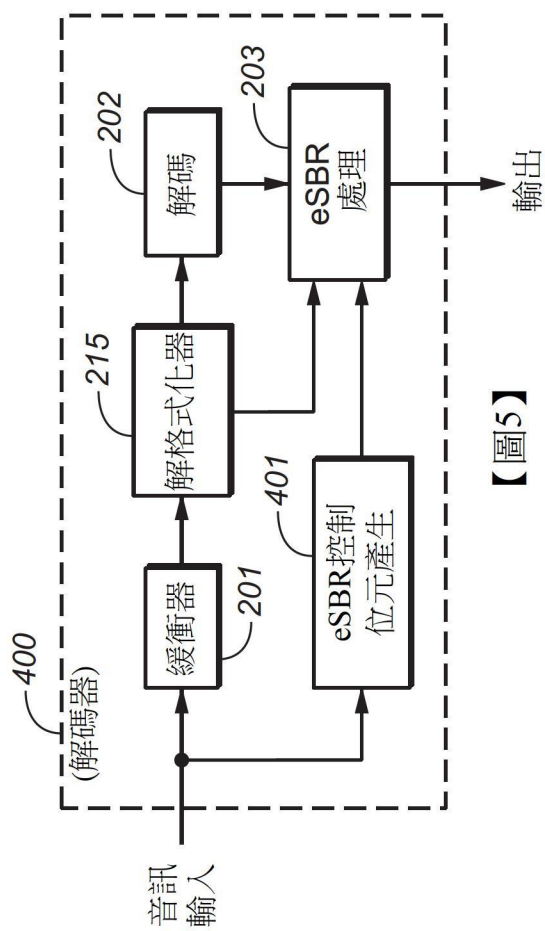 400
(解碼器)
音訊
輸入
緩衝器
201
215
解格式化器
202
解碼
203
eSBR
處理
401
eSBR控制
位元產生
輸出
【圖5】